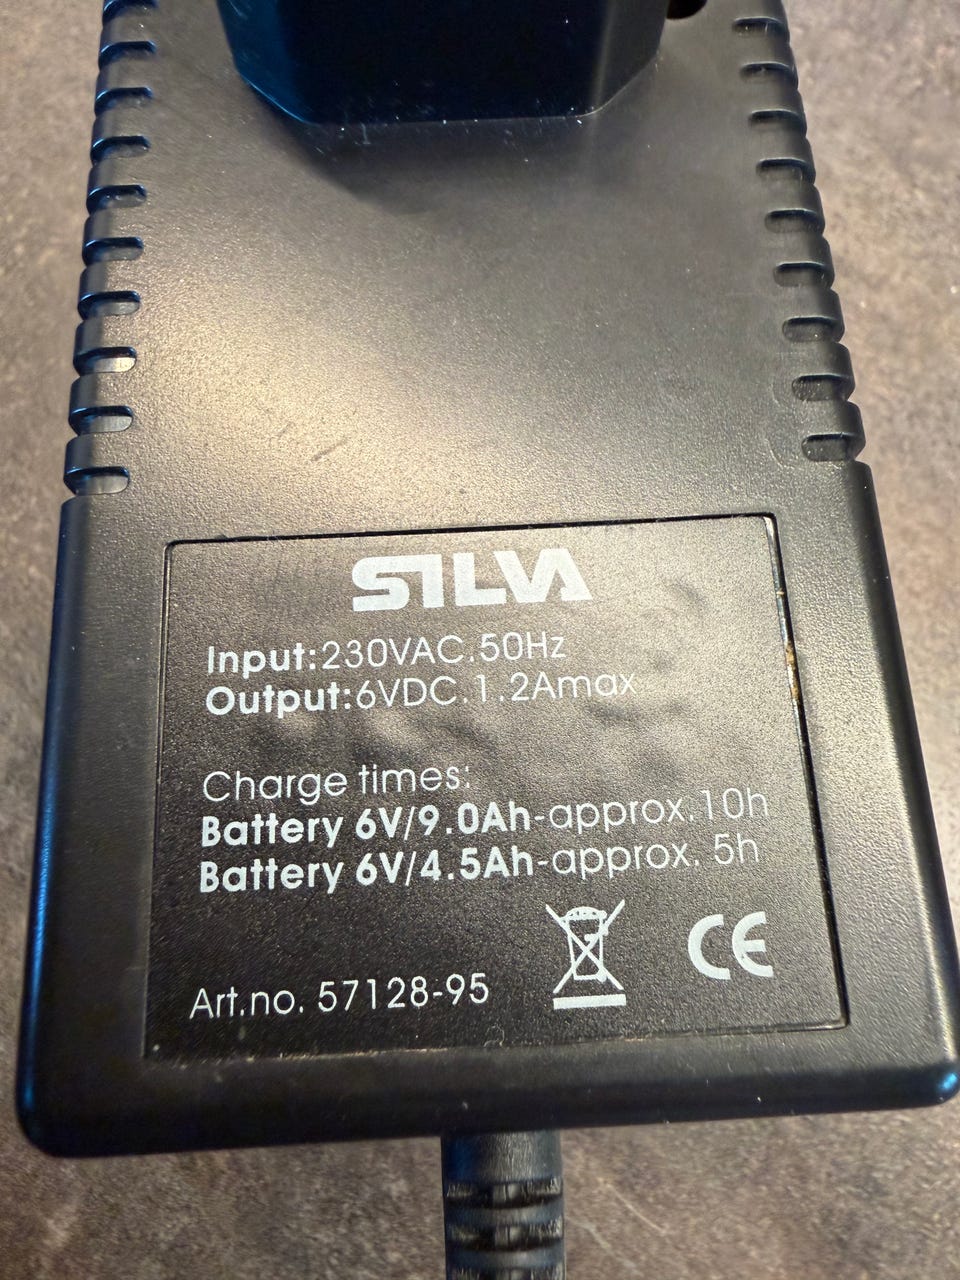 SILVA
Input:230VAC.50Hz
Output:6VDC.1.2Amax
Charge times:
Battery 6V/9.0Ah-approx.10h
Battery 6V/4.5Ah-approx. 5h
CE
Art.no. 57128-95